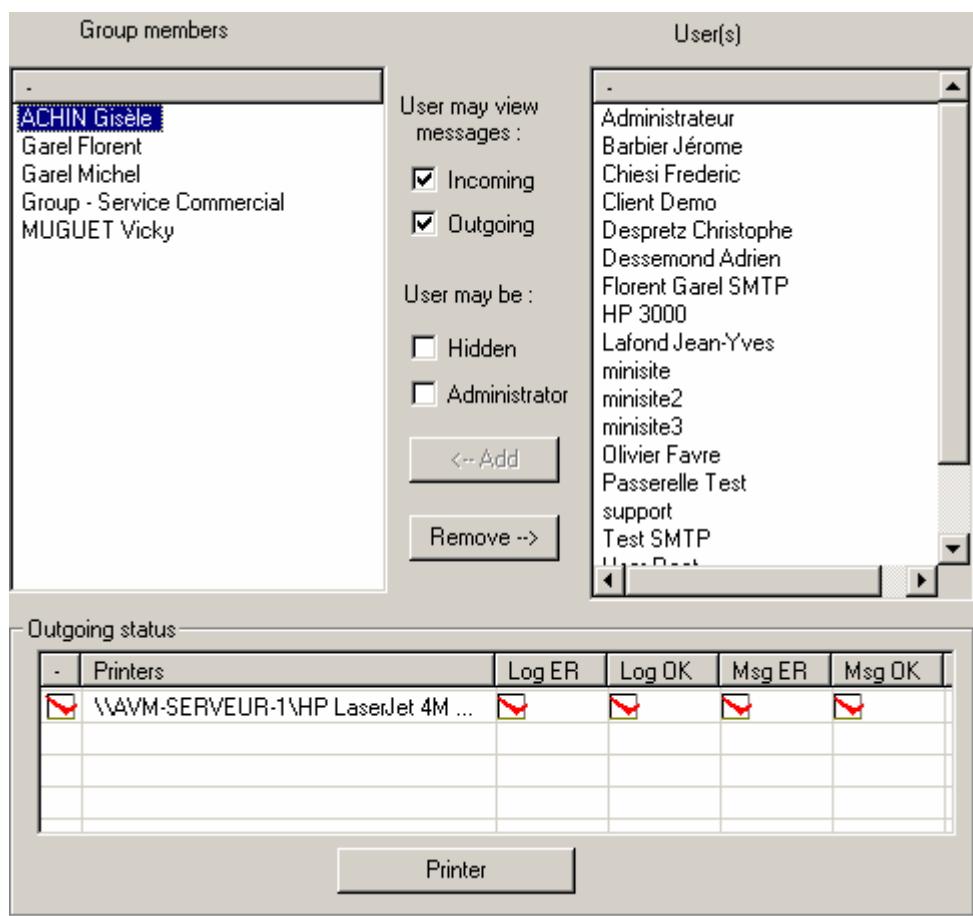 Group members
-
ACHIN Gisèle
Garel Florent
Garel Michel
Group - Service Commercial
MUGUET Vicky
User may view
messages :
Incoming
Outgoing
User may be :
Hidden
Administrator
<-- Add
Remove -->
User(s)
-
Administrateur
Barbier Jérome
Chiesi Frederic
Client Demo
Despretz Christophe
Dessemond Adrien
Florent Garel SMTP
HP 3000
Lafond Jean-Yves
minisite
minisite2
minisite3
Olivier Favre
Passerelle Test
support
Test SMTP
Outgoing status
- Printers Log ER Log OK Msg ER Msg OK
\\AVM-SERVEUR-1\HP LaserJet 4M ...
Printer